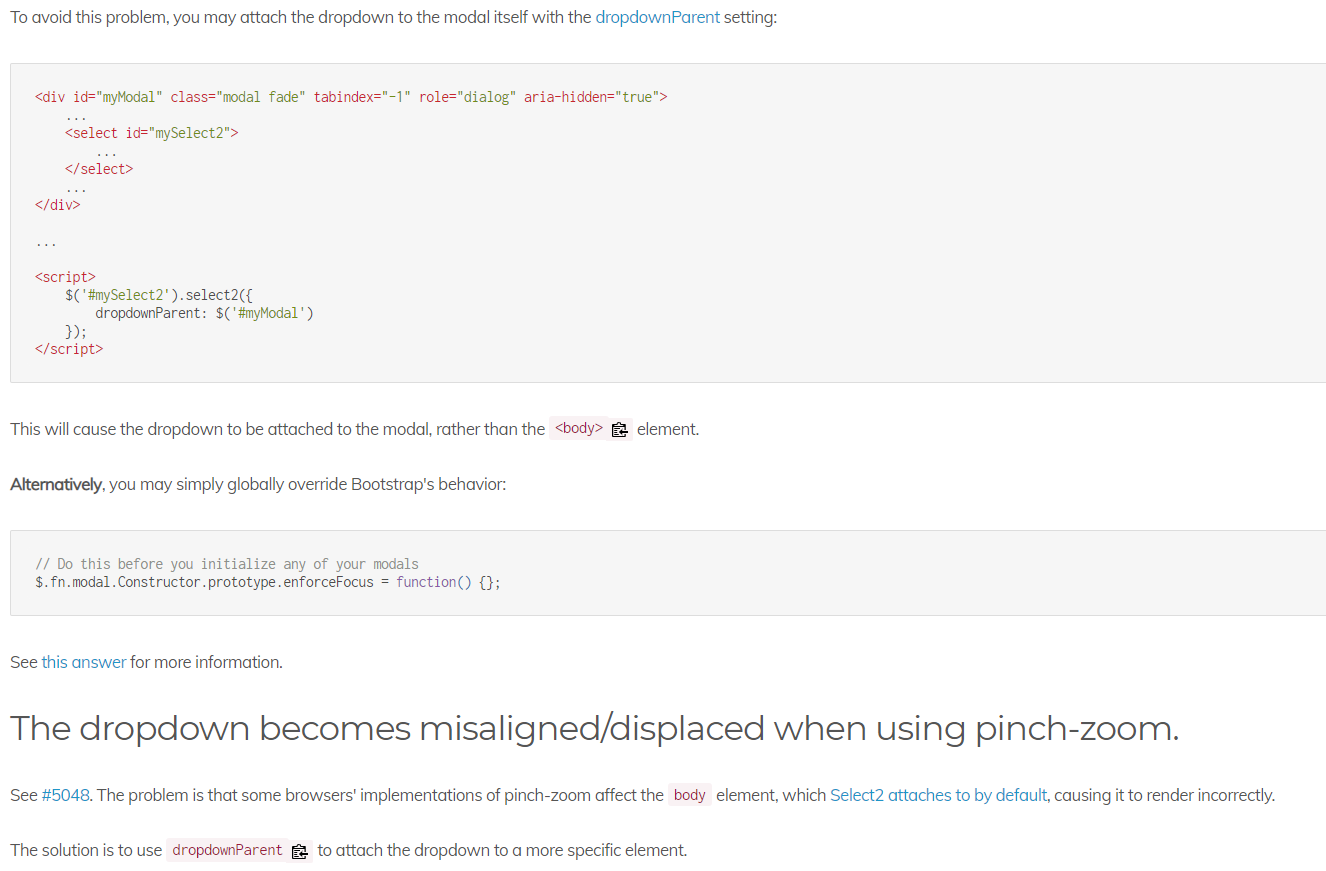 To avoid this problem, you may attach the dropdown to the modal itself with the dropdownParent setting:
<div id="myModal" class="modal fade" tabindex="-1" role="dialog" aria-hidden="true">
    ...
    <select id="mySelect2">
        ...
    </select>
    ...
</div>
...
<script>
    $('#mySelect2').select2({
        dropdownParent: $('#myModal')
    });
</script>
This will cause the dropdown to be attached to the modal, rather than the <body> element.
Alternatively, you may simply globally override Bootstrap's behavior:
// Do this before you initialize any of your modals
$.fn.modal.Constructor.prototype.enforceFocus = function() {};
See this answer for more information.
The dropdown becomes misaligned/displaced when using pinch-zoom.
See #5048. The problem is that some browsers' implementations of pinch-zoom affect the body element, which Select2 attaches to by default, causing it to render incorrectly.
The solution is to use dropdownParent to attach the dropdown to a more specific element.